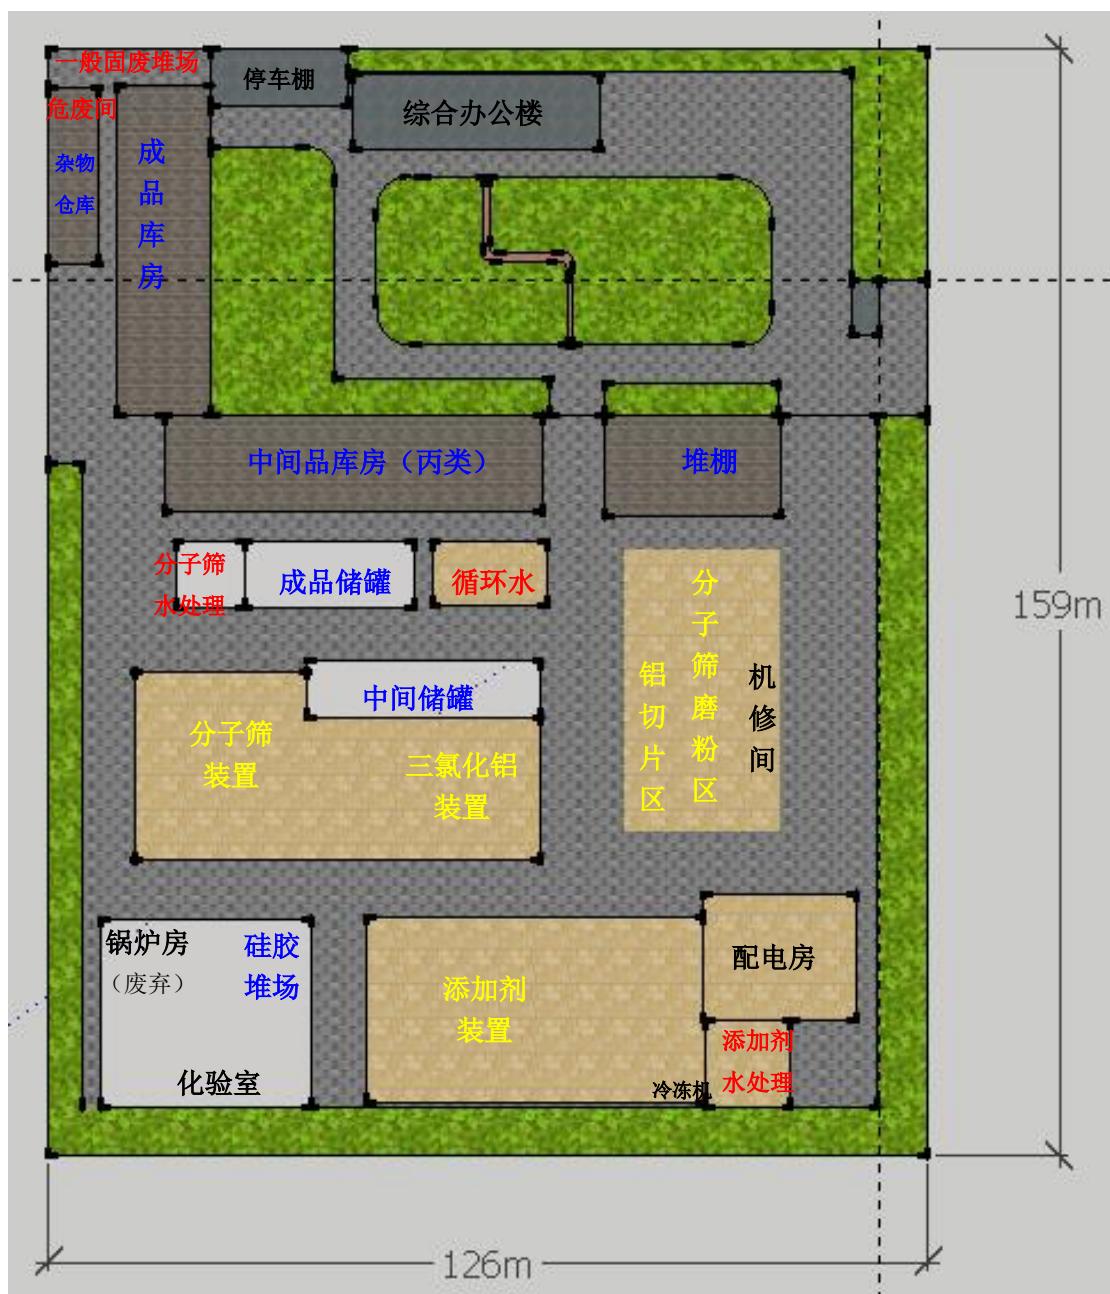 一般固废堆场
停车棚
综合办公楼
危废间
杂物
仓库
成
品
库
房
中间品库房（丙类）
堆棚
分子筛
水处理
成品储罐
循环水
分
子
筛
磨
粉
区
铝
切
片
区
机
修
间
159m
中间储罐
分子筛
装置
三氯化铝
装置
锅炉房
（废弃）
硅胶
堆场
化验室
添加剂
装置
配电房
添加剂
水处理
冷冻机
126m